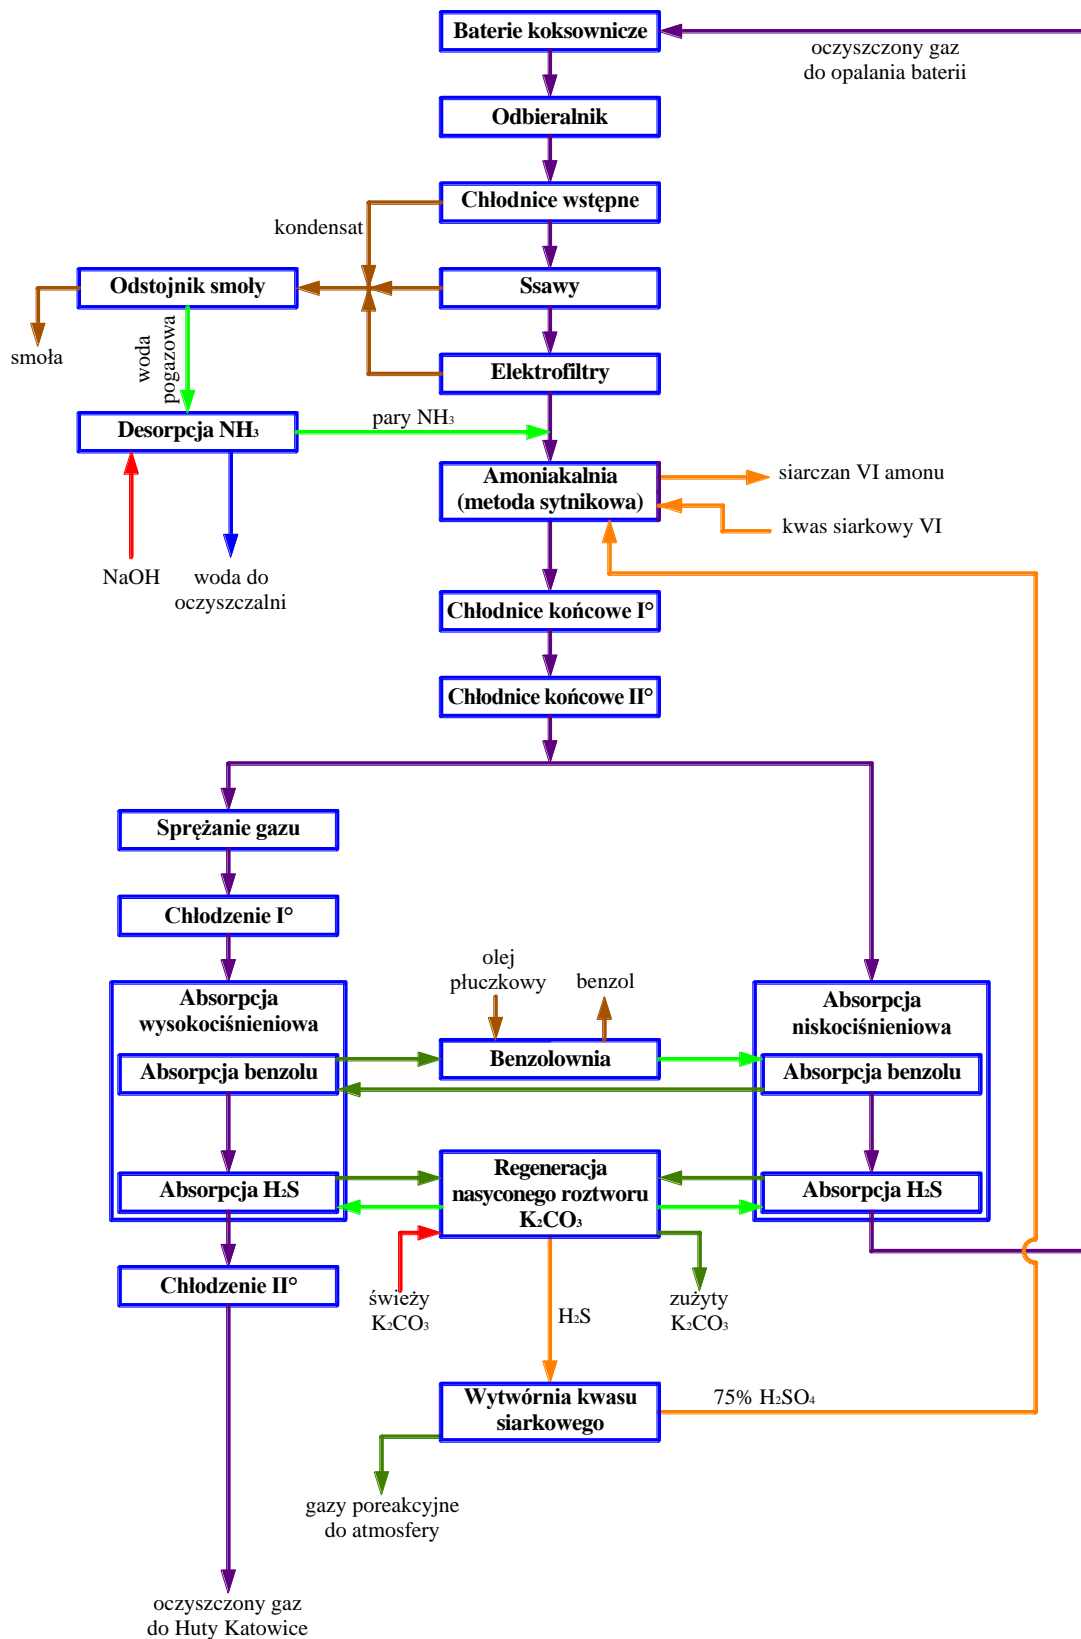 Baterie koksownicze
oczyszczony gaz
do opalania baterii
Odbieralnik
Chłodnice wstępne
kondensat
Odstojnik smoły
Ssawy
smoła
woda
pogazowa
Elektrofiltry
Desorpcja NH₃
pary NH₃
Amoniakalnia
(metoda sytnikowa)
siarczan VI amonu
kwas siarkowy VI
NaOH
woda do
oczyszczalni
Chłodnice końcowe I°
Chłodnice końcowe II°
Sprężanie gazu
Chłodzenie I°
olej
płuczkowy
benzol
Absorpcja
wysokociśnieniowa
Absorpcja
niskociśnieniowa
Absorpcja benzolu
Benzolownia
Absorpcja benzolu
Absorpcja H₂S
Regeneracja
nasyconego roztworu
K₂CO₃
Absorpcja H₂S
Chłodzenie II°
świeży
K₂CO₃
H₂S
zużyty
K₂CO₃
Wytwórnia kwasu
siarkowego
75% H₂SO₄
gazy poreakcyjne
do atmosfery
oczyszczony gaz
do Huty Katowice